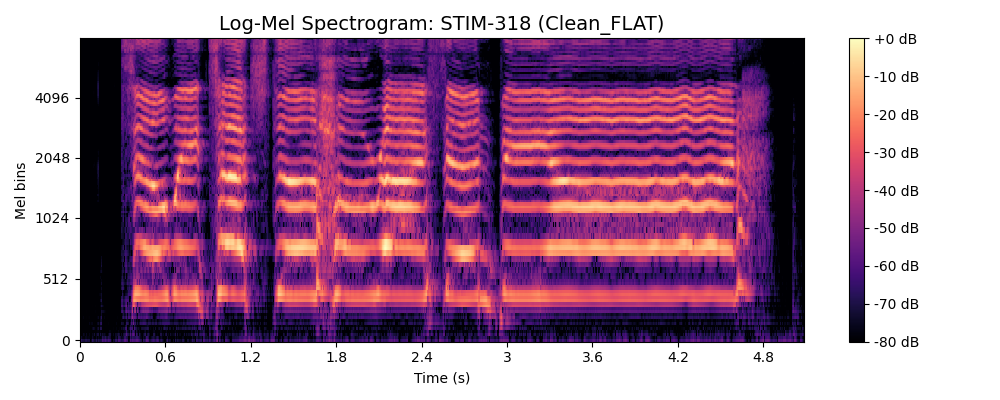 Log-Mel Spectrogram: STIM-318 (Clean_FLAT)
+0 dB
-10 dB
-20 dB
-30 dB
-40 dB
-50 dB
-60 dB
-70 dB
-80 dB
Mel bins
4096
2048
1024
512
0
0 0.6 1.2 1.8 2.4 3 3.6 4.2 4.8
Time (s)